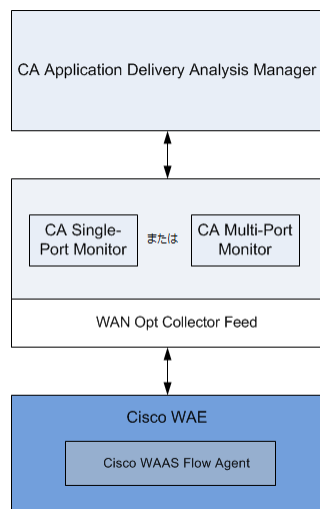 CA Application Delivery Analysis Manager
CA Single-
Port Monitor
または
CA Multi-Port
Monitor
WAN Opt Collector Feed
Cisco WAE
Cisco WAAS Flow Agent